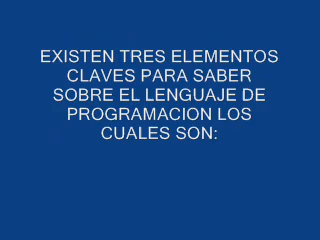 EXISTEN TRES ELEMENTOS
CLAVES PARA SABER
SOBRE EL LENGUAJE DE
PROGRAMACION LOS
CUALES SON: